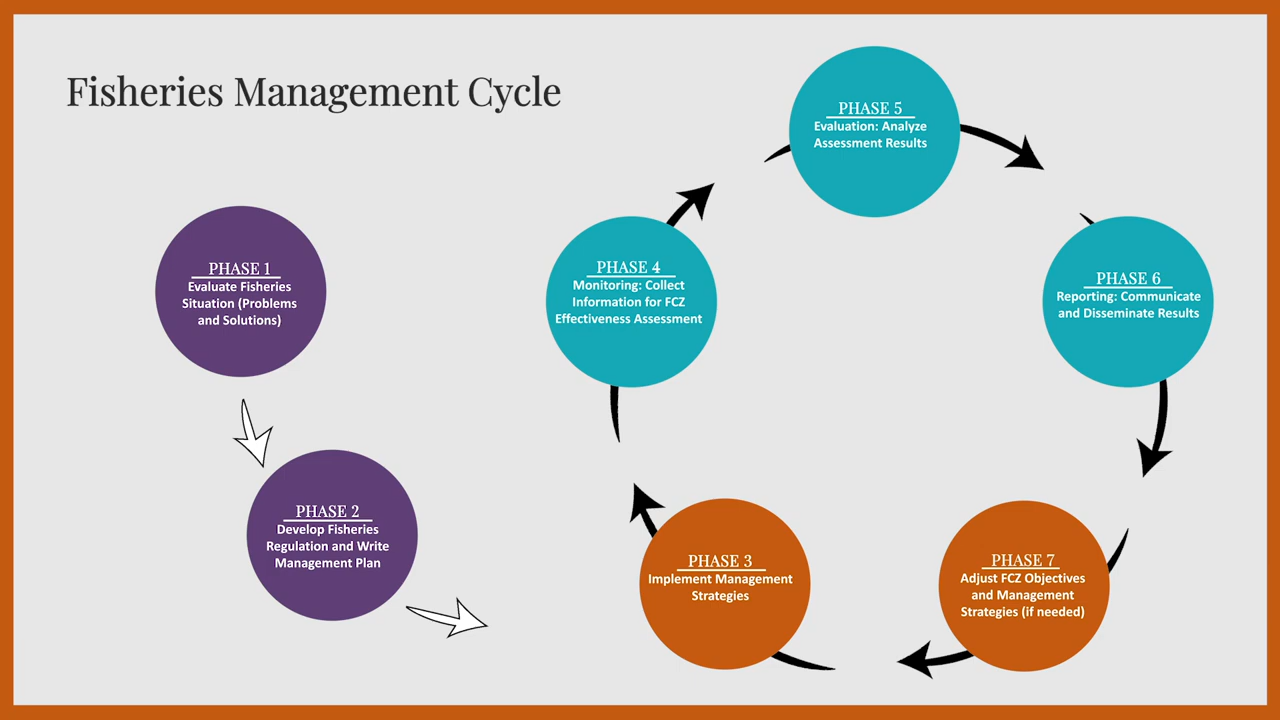 Fisheries Management Cycle
PHASE 1
Evaluate Fisheries
Situation (Problems
and Solutions)
PHASE 2
Develop Fisheries
Regulation and Write
Management Plan
PHASE 3
Implement Management
Strategies
PHASE 4
Monitoring: Collect
Information for FCZ
Effectiveness Assessment
PHASE 5
Evaluation: Analyze
Assessment Results
PHASE 6
Reporting: Communicate
and Disseminate Results
PHASE 7
Adjust FCZ Objectives
and Management
Strategies (if needed)